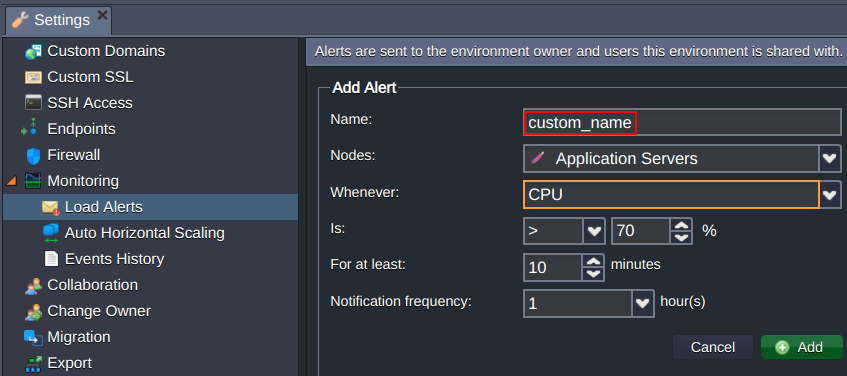 Settings
Custom Domains
Custom SSL
SSH Access
Endpoints
Firewall
Monitoring
Load Alerts
Auto Horizontal Scaling
Events History
Collaboration
Change Owner
Migration
Export
Alerts are sent to the environment owner and users this environment is shared with.
Add Alert
Name: custom_name
Nodes: Application Servers
Whenever: CPU
Is: > 70 %
For at least: 10 minutes
Notification frequency: 1 hour(s)
Cancel Add